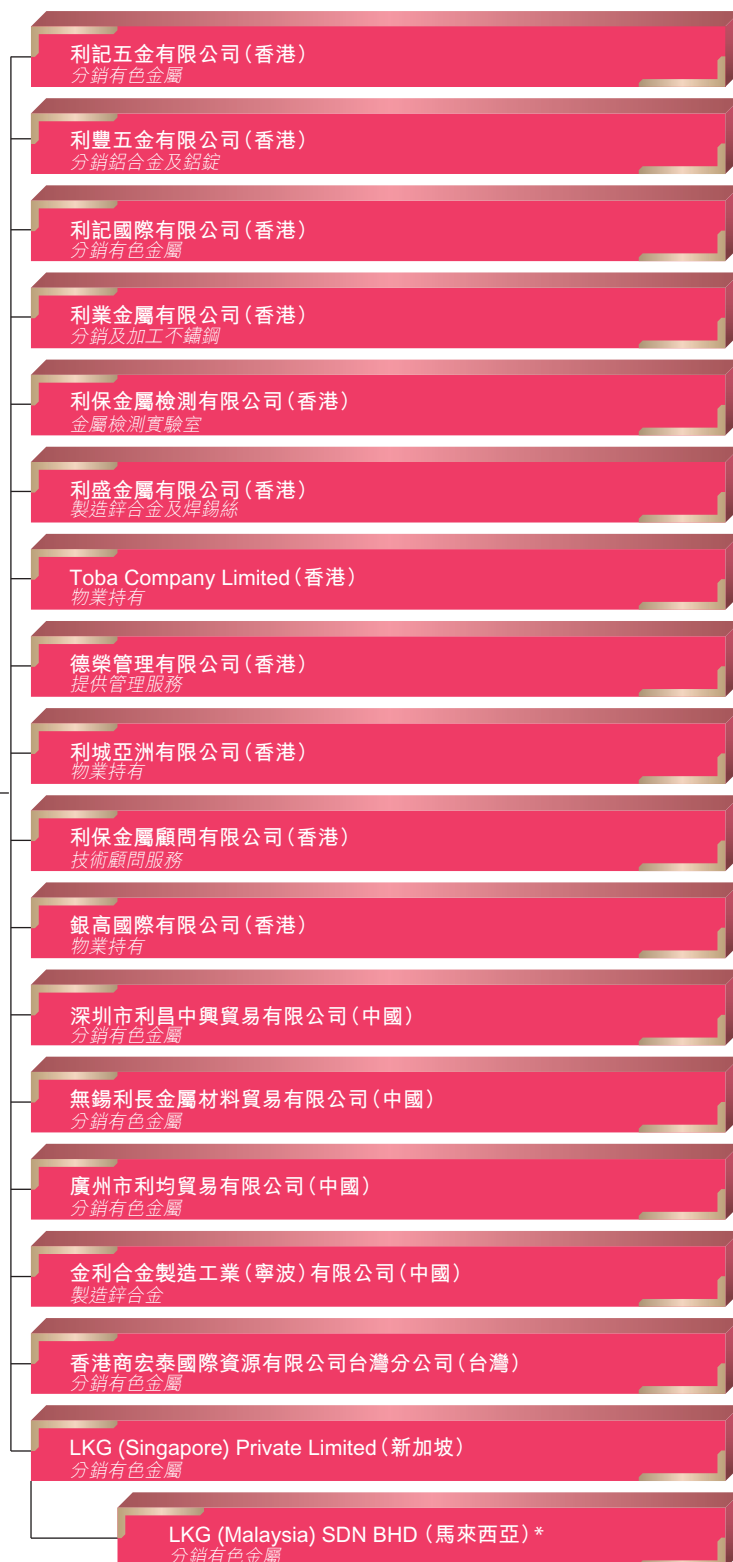 利記五金有限公司（香港）
分銷有色金屬
利豐五金有限公司（香港）
分銷鋁合金及鋁錠
利記國際有限公司（香港）
分銷有色金屬
利業金屬有限公司（香港）
分銷及加工不鏽鋼
利保金屬檢測有限公司（香港）
金屬檢測實驗室
利盛金屬有限公司（香港）
製造鋅合金及焊錫絲
Toba Company Limited（香港）
物業持有
德榮管理有限公司（香港）
提供管理服務
利城亞洲有限公司（香港）
物業持有
利保金屬顧問有限公司（香港）
技術顧問服務
銀高國際有限公司（香港）
物業持有
深圳市利昌中興貿易有限公司（中國）
分銷有色金屬
無錫利長金屬材料貿易有限公司（中國）
分銷有色金屬
廣州市利均貿易有限公司（中國）
分銷有色金屬
金利合金製造工業（寧波）有限公司（中國）
製造鋅合金
香港商宏泰國際資源有限公司台灣分公司（台灣）
分銷有色金屬
LKG (Singapore) Private Limited（新加坡）
分銷有色金屬
LKG (Malaysia) SDN BHD（馬來西亞）*
分銷有色金屬